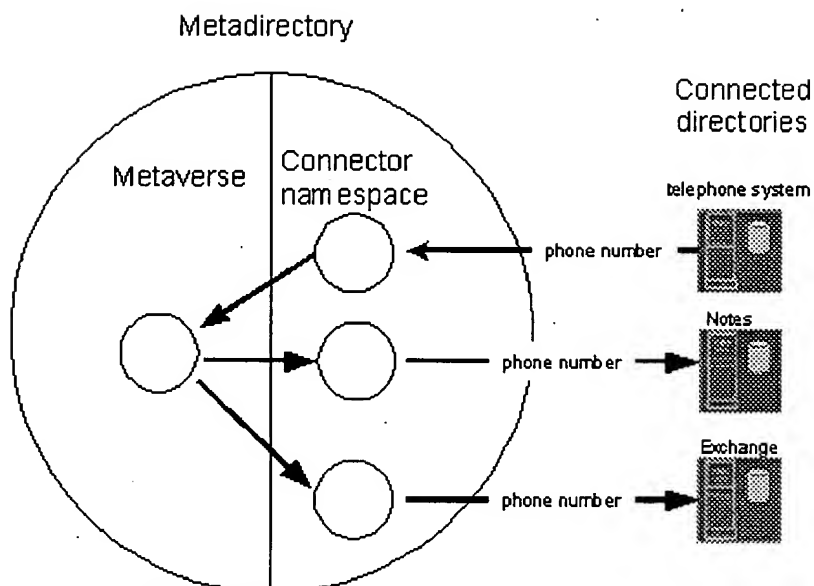 Metadirectory
Connected
directories
Metaverse
Connector
namespace
telephone system
phone number
Notes
phone number
Exchange
phone number